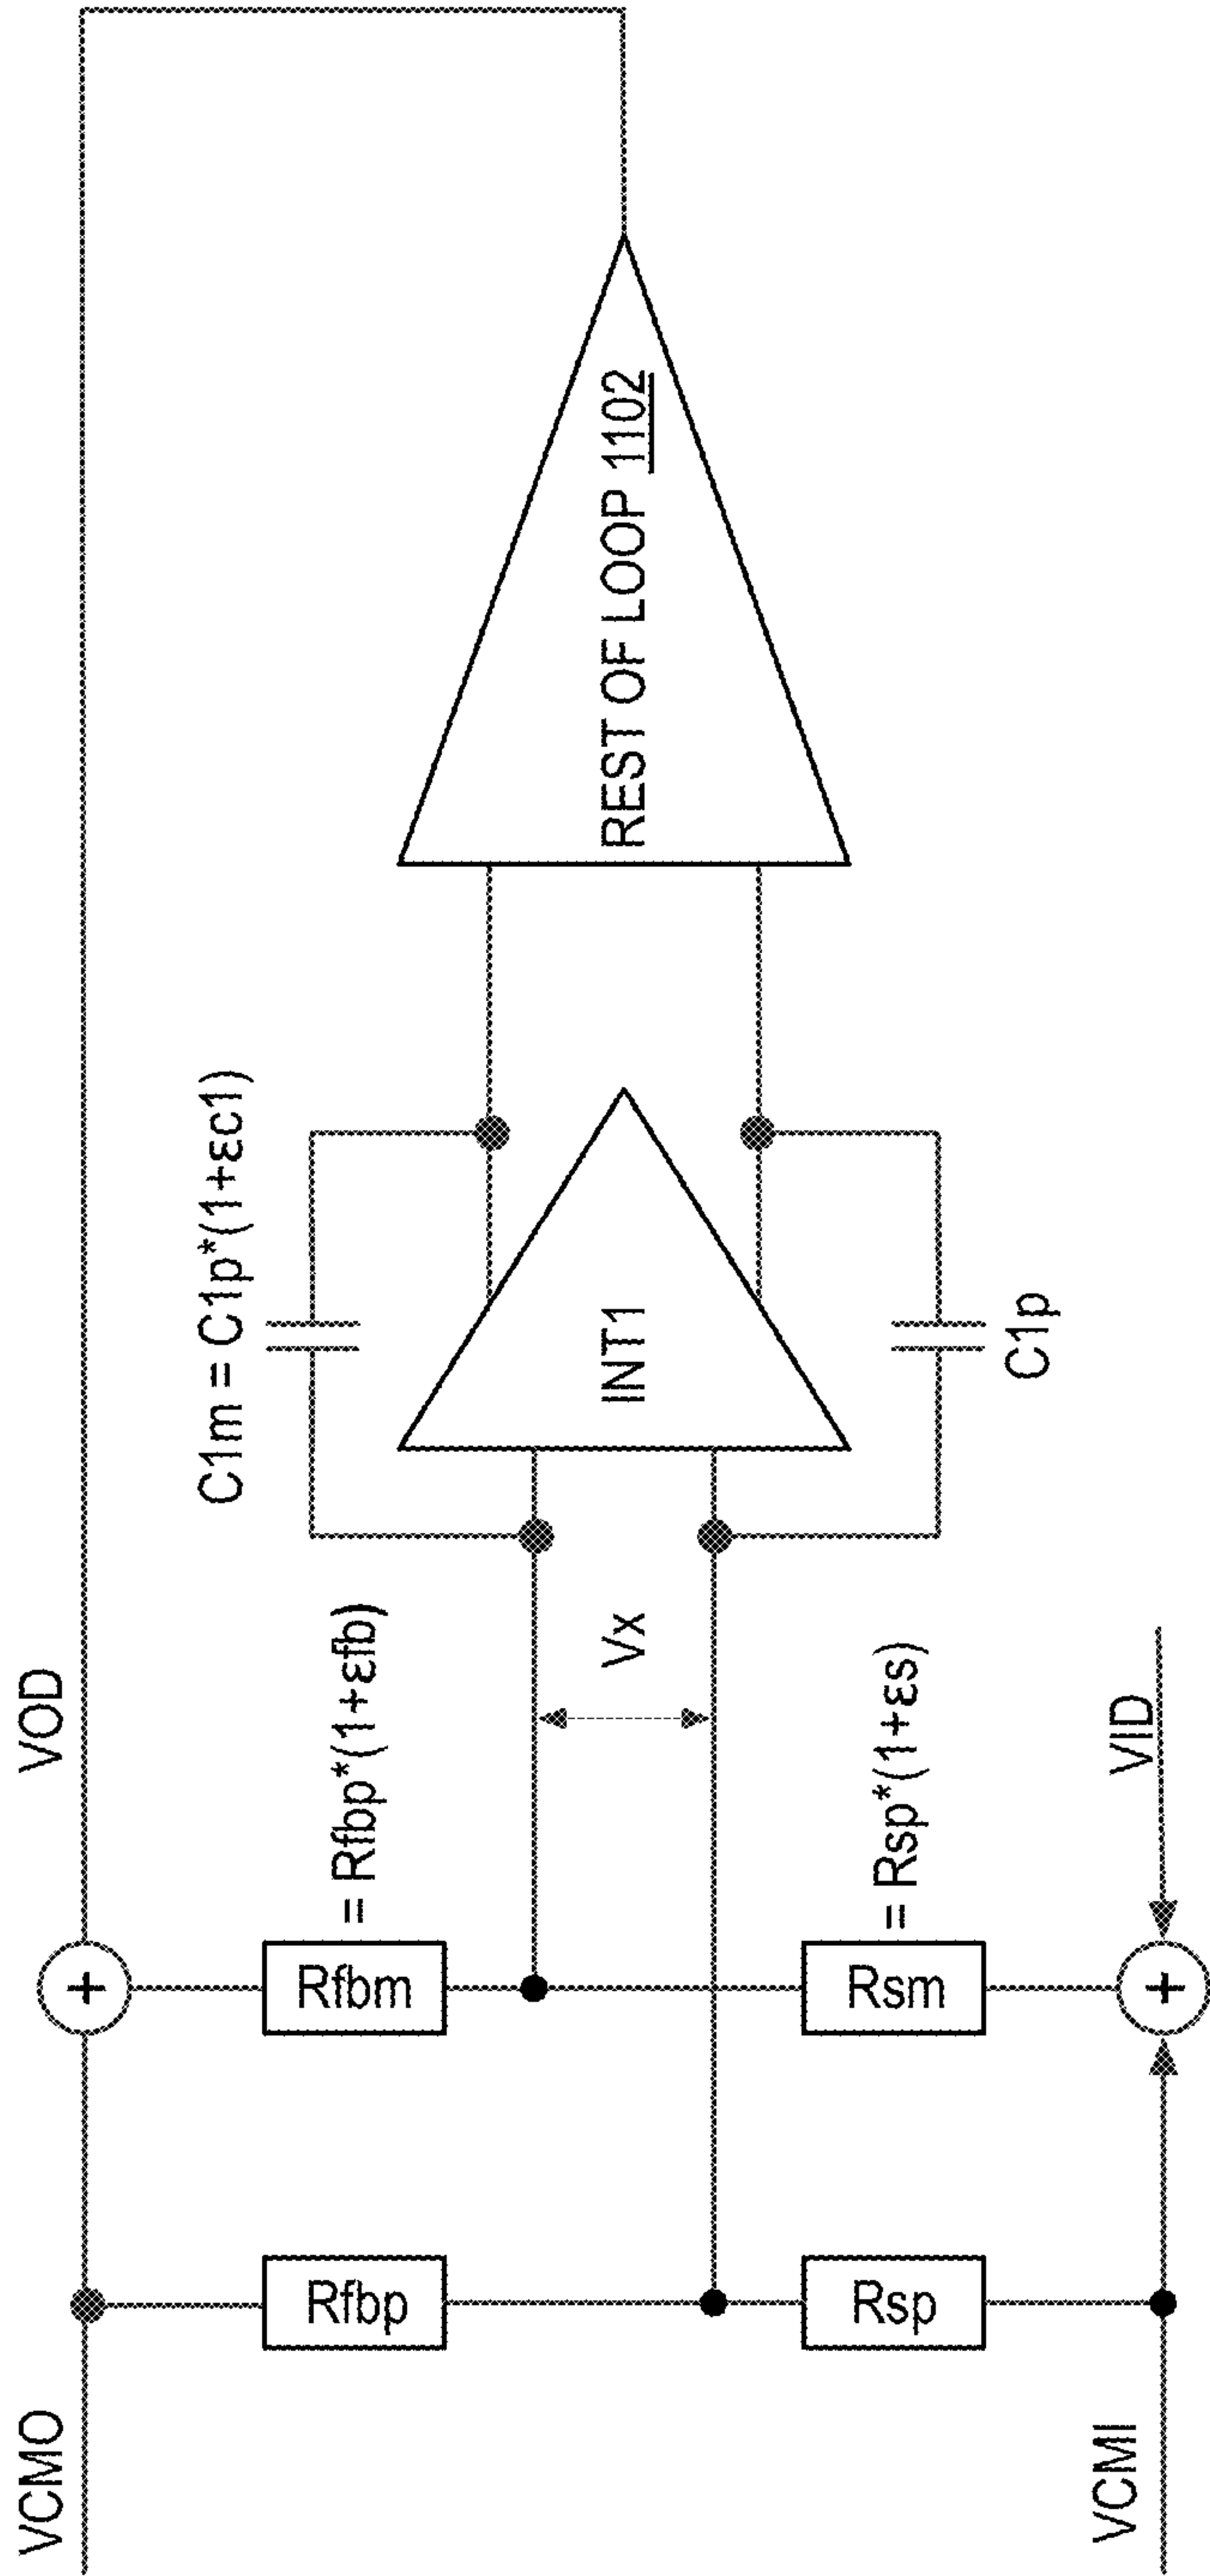 VCMO
VOD
Rfbp
Rfbm
= Rfbp*(1+εfb)
C1m = C1p*(1+εc1)
Vx
INT1
REST OF LOOP 1102
Rsp
Rsm
= Rsp*(1+εs)
C1p
VCMI
VID